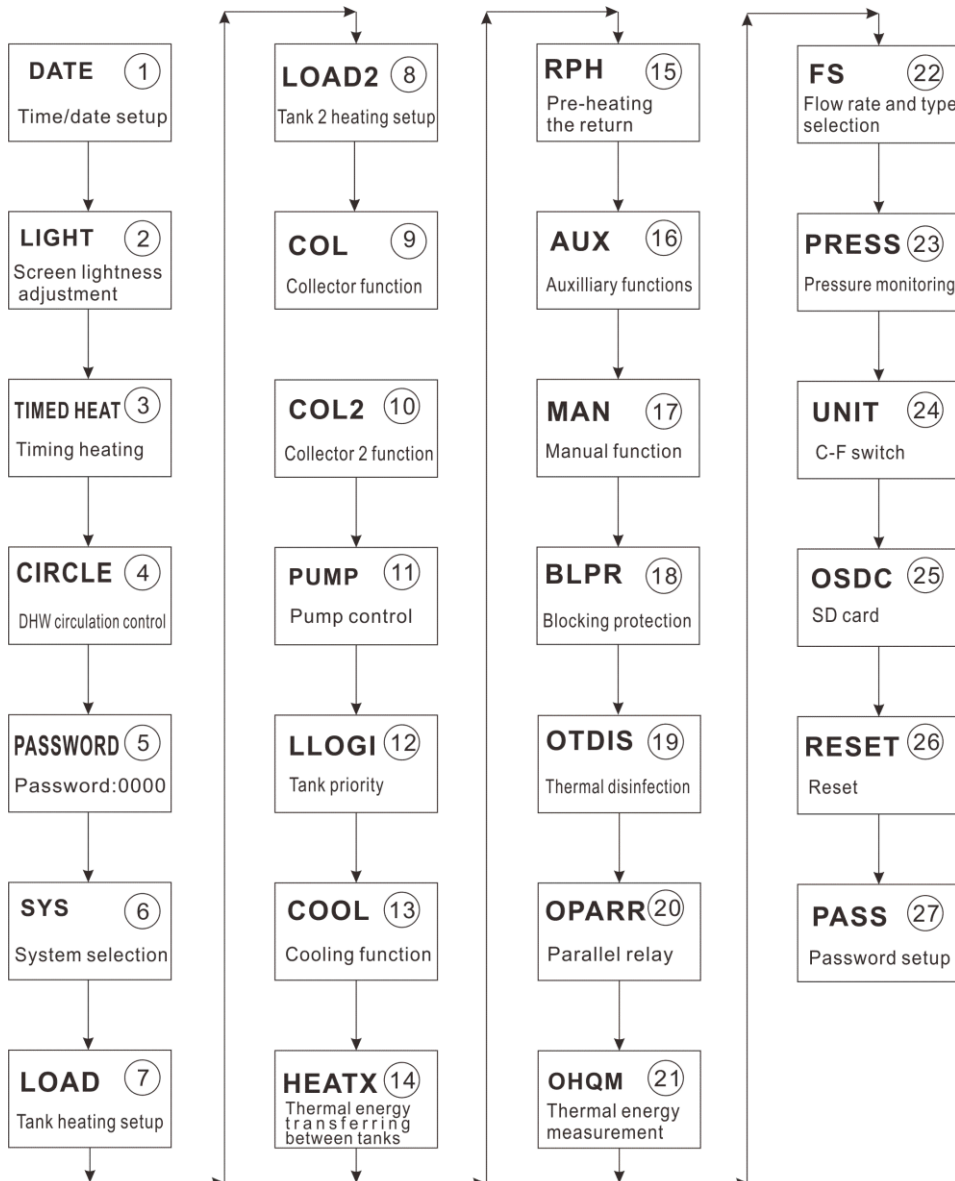 DATE 1
Time/date setup
LIGHT 2
Screen lightness
adjustment
TIMED HEAT 3
Timing heating
CIRCLE 4
DHW circulation control
PASSWORD 5
Password:0000
SYS 6
System selection
LOAD 7
Tank heating setup
LOAD2 8
Tank 2 heating setup
COL 9
Collector function
COL2 10
Collector 2 function
PUMP 11
Pump control
LLOGI 12
Tank priority
COOL 13
Cooling function
HEATX 14
Thermal energy
transferring
between tanks
RPH 15
Pre-heating
the return
AUX 16
Auxilliary functions
MAN 17
Manual function
BLPR 18
Blocking protection
OTDIS 19
Thermal disinfection
OPARR 20
Parallel relay
OHQM 21
Thermal energy
measurement
FS 22
Flow rate and type
selection
PRESS 23
Pressure monitoring
UNIT 24
C-F switch
OSDC 25
SD card
RESET 26
Reset
PASS 27
Password setup